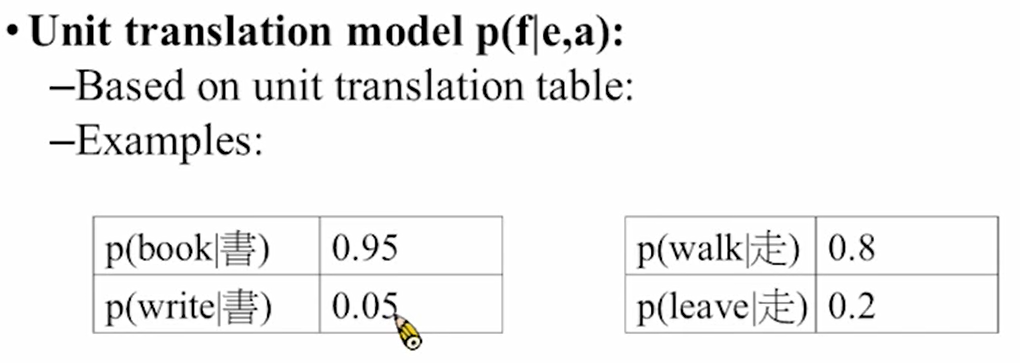 • Unit translation model p(f|e,a):
–Based on unit translation table:
–Examples:
p(book|書) 0.95 p(walk|走) 0.8
p(write|書) 0.05 p(leave|走) 0.2